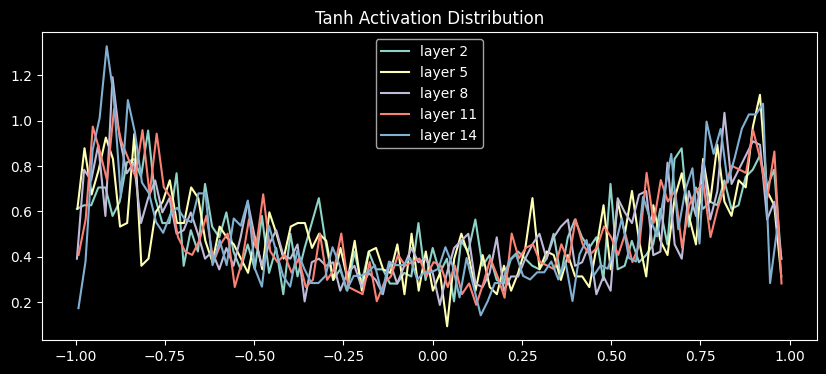 Tanh Activation Distribution
layer 2
layer 5
layer 8
layer 11
layer 14
1.2
1.0
0.8
0.6
0.4
0.2
−1.00 −0.75 −0.50 −0.25 0.00 0.25 0.50 0.75 1.00